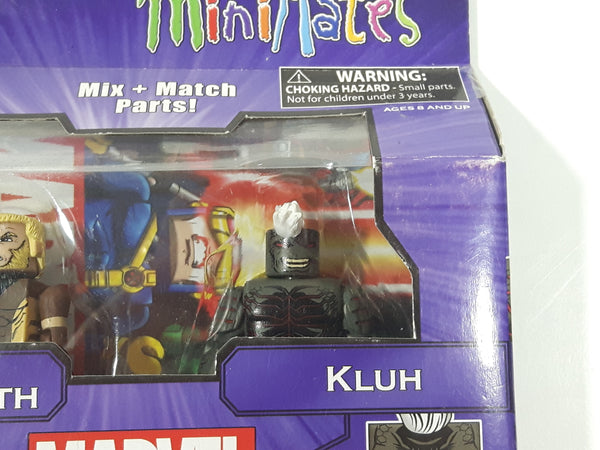 MiniMates
Mix + Match
Parts!
WARNING:
CHOKING HAZARD - Small parts.
Not for children under 3 years.
AGES 8 AND UP
TH
KLUH
MARVEL